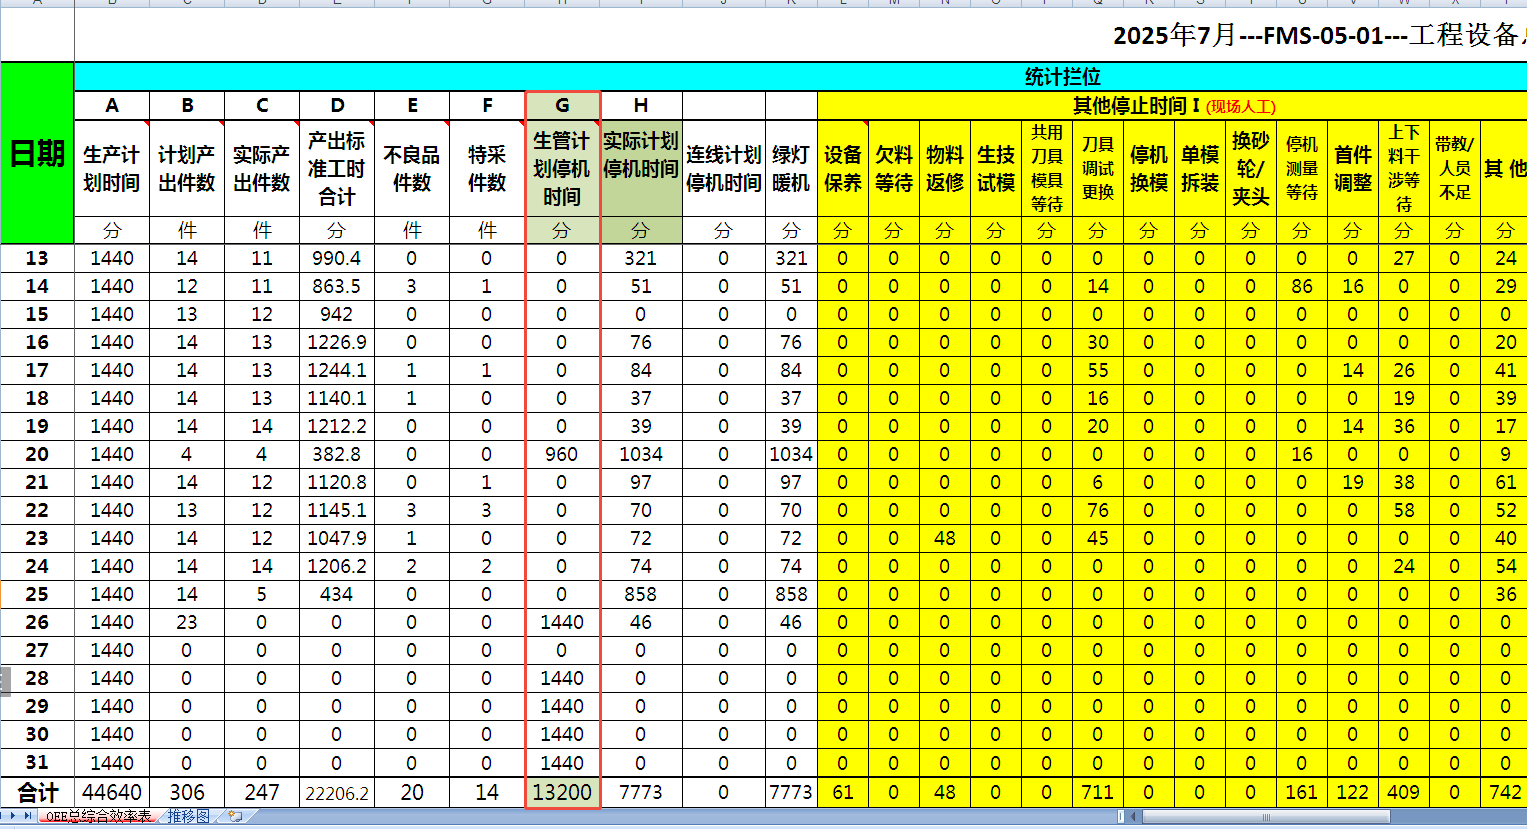 2025年7月---FMS-05-01---工程设备
统计拦位
日期 A B C D E F G H 其他停止时间 I (现场人工)
生产计划时间 计划产出件数 实际产出件数 产出标准工时合计 不良品件数 特采件数 生管计划停机时间 实际计划停机时间 连线计划停机时间 绿灯暖机 设备保养 欠料等待 物料返修 生技试模 共用刀具模具等待 刀具调试更换 停机换模 单模拆装 换砂轮/夹头 停机测量等待 首件调整 上下料干涉等待 带教/人员不足 其 他
分 件 件 分 件 件 分 分 分 分 分 分 分 分 分 分 分 分 分 分 分 分 分 分
13 1440 14 11 990.4 0 0 0 321 0 321 0 0 0 0 0 0 0 0 0 0 0 27 0 24
14 1440 12 11 863.5 3 1 0 51 0 51 0 0 0 0 0 14 0 0 0 86 16 0 0 29
15 1440 13 12 942 0 0 0 0 0 0 0 0 0 0 0 0 0 0 0 0 0 0 0 0
16 1440 14 13 1226.9 0 0 0 76 0 76 0 0 0 0 0 30 0 0 0 0 0 0 0 20
17 1440 14 13 1244.1 1 1 0 84 0 84 0 0 0 0 0 55 0 0 0 0 14 26 0 41
18 1440 14 13 1140.1 1 0 0 37 0 37 0 0 0 0 0 16 0 0 0 0 0 19 0 39
19 1440 14 14 1212.2 0 0 0 39 0 39 0 0 0 0 0 20 0 0 0 0 14 36 0 17
20 1440 4 4 382.8 0 0 960 1034 0 1034 0 0 0 0 0 0 0 0 0 16 0 0 0 9
21 1440 14 12 1120.8 0 1 0 97 0 97 0 0 0 0 0 6 0 0 0 0 19 38 0 61
22 1440 13 12 1145.1 3 3 0 70 0 70 0 0 0 0 0 76 0 0 0 0 0 58 0 52
23 1440 14 12 1047.9 1 0 0 72 0 72 0 0 48 0 0 45 0 0 0 0 0 0 0 40
24 1440 14 14 1206.2 2 2 0 74 0 74 0 0 0 0 0 0 0 0 0 0 0 24 0 54
25 1440 14 5 434 0 0 0 858 0 858 0 0 0 0 0 0 0 0 0 0 0 0 0 36
26 1440 23 0 0 0 0 1440 46 0 46 0 0 0 0 0 0 0 0 0 0 0 0 0 0
27 1440 0 0 0 0 0 0 0 0 0 0 0 0 0 0 0 0 0 0 0 0 0 0 0
28 1440 0 0 0 0 0 1440 0 0 0 0 0 0 0 0 0 0 0 0 0 0 0 0 0
29 1440 0 0 0 0 0 1440 0 0 0 0 0 0 0 0 0 0 0 0 0 0 0 0 0
30 1440 0 0 0 0 0 1440 0 0 0 0 0 0 0 0 0 0 0 0 0 0 0 0 0
31 1440 0 0 0 0 0 1440 0 0 0 0 0 0 0 0 0 0 0 0 0 0 0 0 0
合计 44640 306 247 22206.2 20 14 13200 7773 0 7773 61 0 48 0 0 711 0 0 0 161 122 409 0 742
OEE总综合效率表 推移图